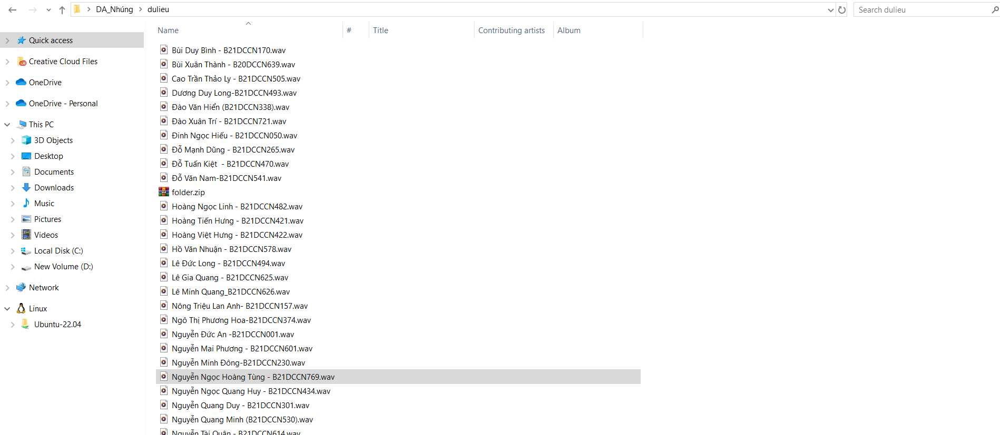 DA_Nhúng > dulieu
Search dulieu
Quick access
Creative Cloud Files
OneDrive
OneDrive - Personal
This PC
3D Objects
Desktop
Documents
Downloads
Music
Pictures
Videos
Local Disk (C:)
New Volume (D:)
Network
Linux
Ubuntu-22.04
Name # Title Contributing artists Album
Bùi Duy Bình - B21DCCN170.wav
Bùi Xuân Thành - B20DCCN639.wav
Cao Trần Thảo Ly - B21DCCN505.wav
Dương Duy Long-B21DCCN493.wav
Đào Văn Hiển (B21DCCN338).wav
Đào Xuân Trí - B21DCCN721.wav
Đinh Ngọc Hiếu - B21DCCN050.wav
Đỗ Mạnh Dũng - B21DCCN265.wav
Đỗ Tuấn Kiệt  - B21DCCN470.wav
Đỗ Văn Nam-B21DCCN541.wav
folder.zip
Hoàng Ngọc Linh - B21DCCN482.wav
Hoàng Tiến Hưng - B21DCCN421.wav
Hoàng Việt Hưng - B21DCCN422.wav
Hồ Văn Nhuận - B21DCCN578.wav
Lê Đức Long - B21DCCN494.wav
Lê Gia Quang - B21DCCN625.wav
Lê Minh Quang_B21DCCN626.wav
Nông Triệu Lan Anh- B21DCCN157.wav
Ngô Thị Phương Hoa-B21DCCN374.wav
Nguyễn Đức An -B21DCCN001.wav
Nguyễn Mai Phương - B21DCCN601.wav
Nguyễn Minh Đông-B21DCCN230.wav
Nguyễn Ngọc Hoàng Tùng - B21DCCN769.wav
Nguyễn Ngọc Quang Huy - B21DCCN434.wav
Nguyễn Quang Duy - B21DCCN301.wav
Nguyễn Quang Minh (B21DCCN530).wav
Nguyễn Tài Quân - B21DCCN614.wav